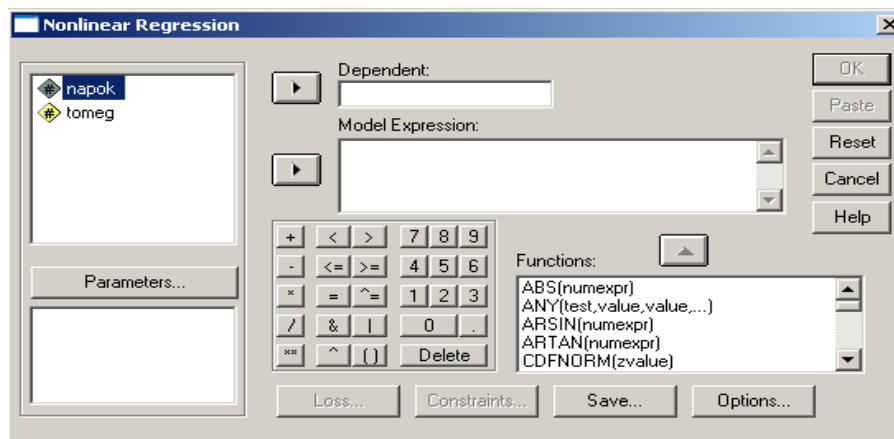 Nonlinear Regression
napok
tomeg
Parameters...
Dependent:
Model Expression:
+ < > 7 8 9
- <= >= 4 5 6
* = ^= 1 2 3
/ & | 0 .
** ^ () Delete
Functions:
ABS(numexpr)
ANY(test,value,value,...)
ARSIN(numexpr)
ARTAN(numexpr)
CDFNORM(zvalue)
OK
Paste
Reset
Cancel
Help
Loss... Constraints... Save... Options...